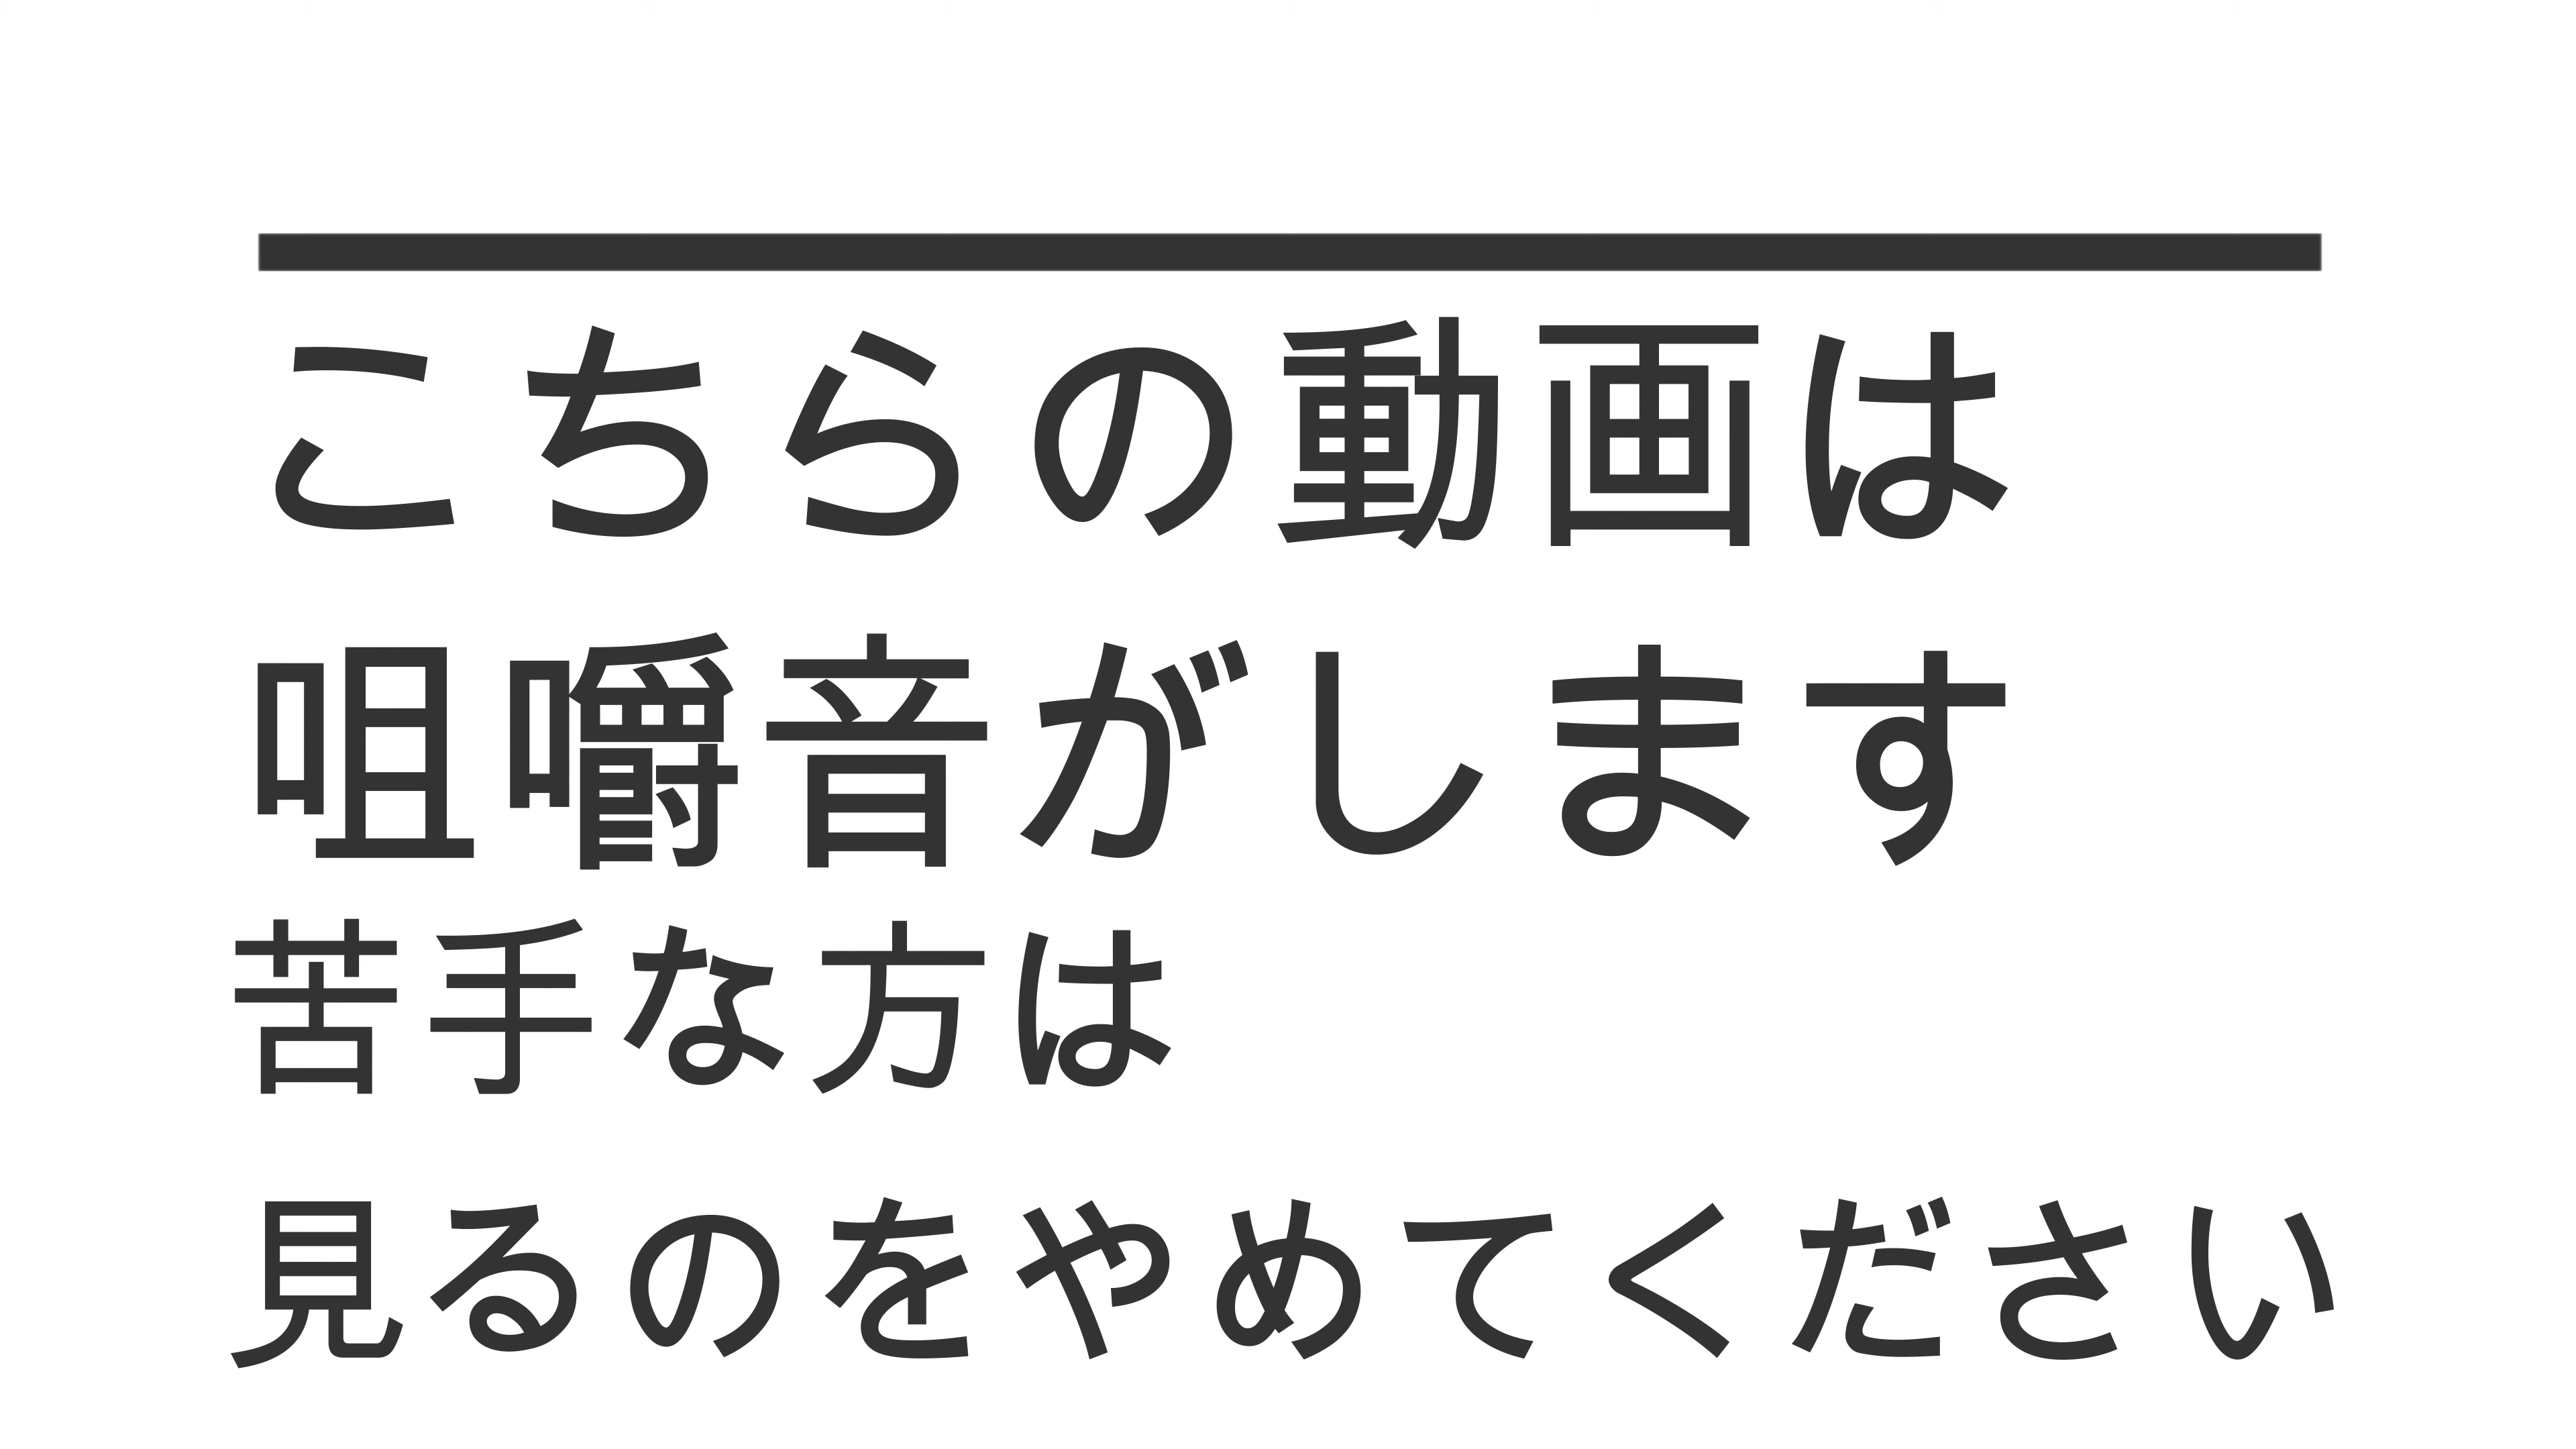 こちらの動画は
咀嚼音がします
苦手な方は
見るのをやめてください